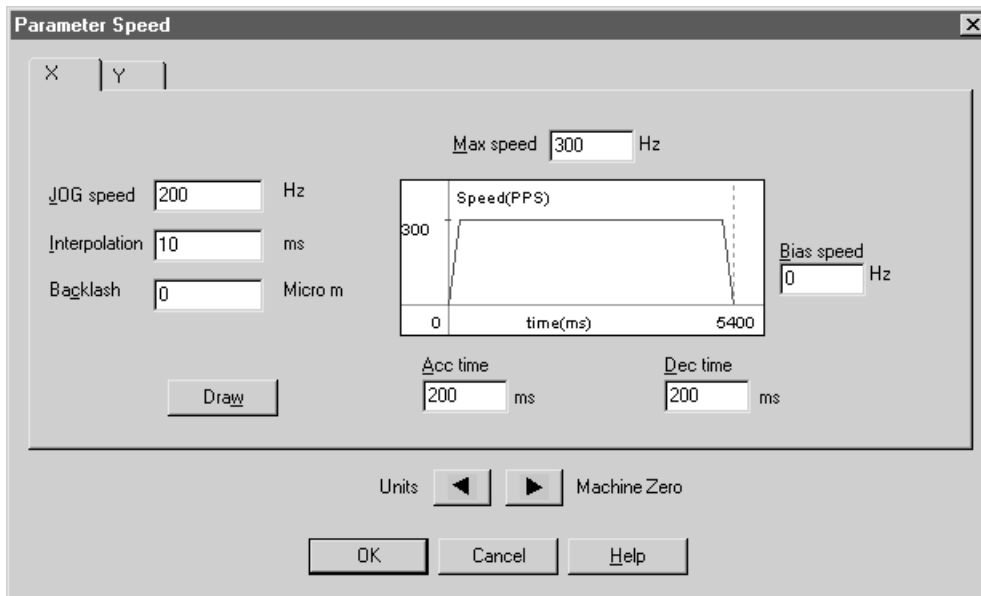 Parameter Speed
X
Y
Max speed 300 Hz
JOG speed 200 Hz
Interpolation 10 ms
Backlash 0 Micro m
Speed(PPS)
300
0 time(ms) 5400
Bias speed
0 Hz
Acc time
200 ms
Dec time
200 ms
Draw
Units
Machine Zero
OK
Cancel
Help